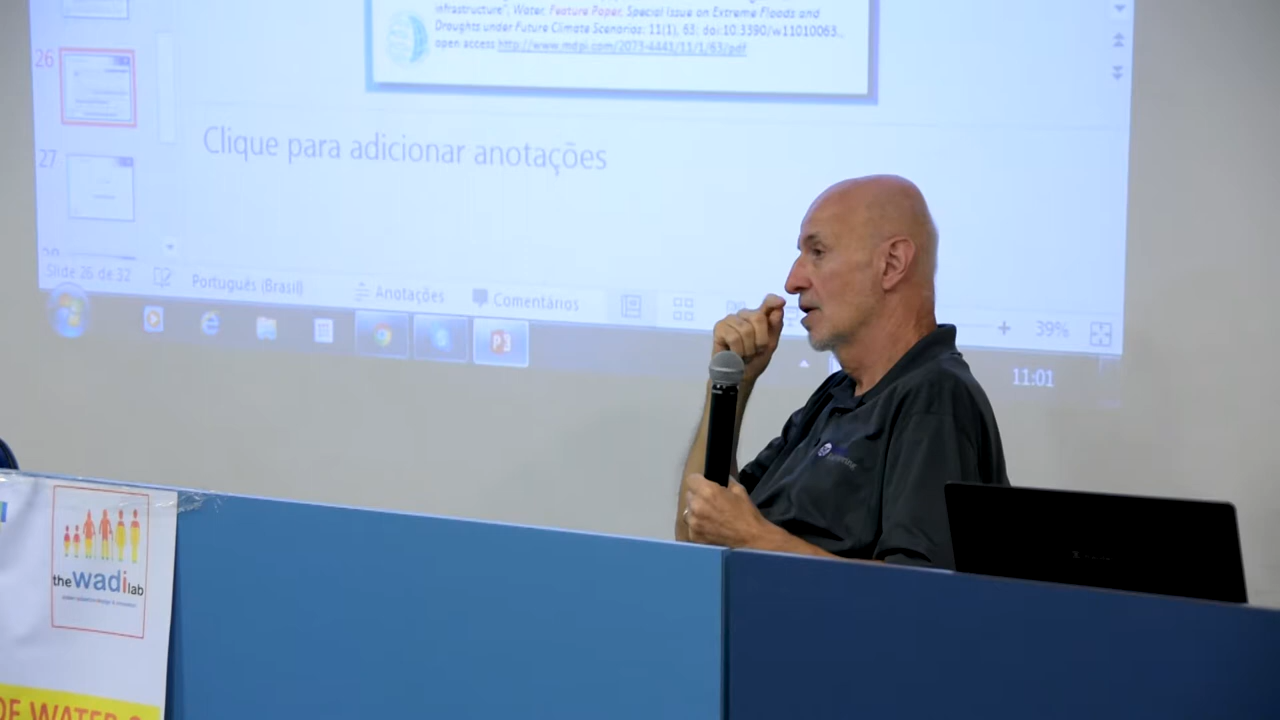 infrastructure", Water, Feature Paper, Special Issue on Extreme Floods and
Droughts under Future Climate Scenarios: 11(1), 63; doi:10.3390/w11010063..
open access http://www.mdpi.com/2073-4441/11/1/63/pdf
26
27
Clique para adicionar anotações
Slide 26 de 32
Português (Brasil)
Anotações
Comentários
39%
11:01
the wadi lab
OF WATER